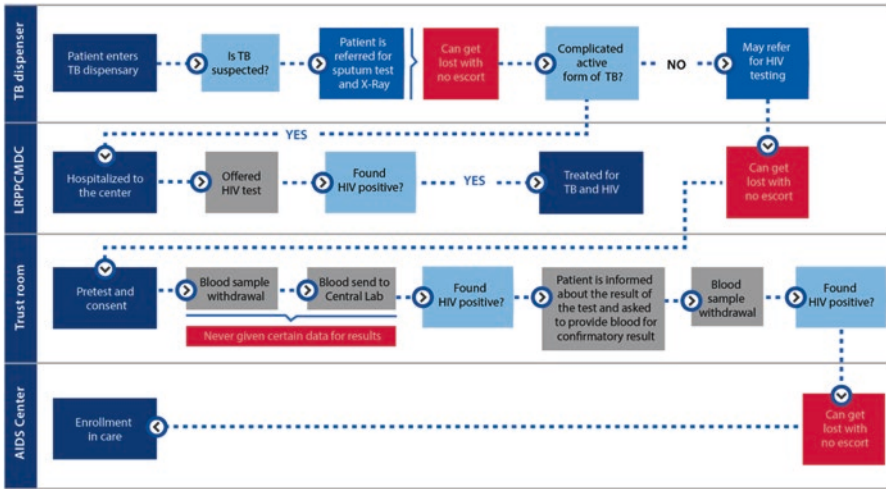 TB dispenser
Patient enters
TB dispensary
Is TB
suspected?
Patient is
referred for
sputum test
and X-Ray
Can get
lost with
no escort
Complicated
active
form of TB?
NO
May refer
for HIV
testing
YES
LRPPCMDC
Hospitalized to
the center
Offered
HIV test
Found
HIV positive?
YES
Treated for
TB and HIV
Can get
lost with
no escort
Trust room
Pretest and
consent
Blood sample
withdrawal
Blood send to
Central Lab
Never given certain data for results
Found
HIV positive?
Patient is informed
about the result of
the test and asked
to provide blood for
confirmatory result
Blood
sample
withdrawal
Found
HIV positive?
AIDS Center
Enrollment
in care
Can get
lost with
no escort